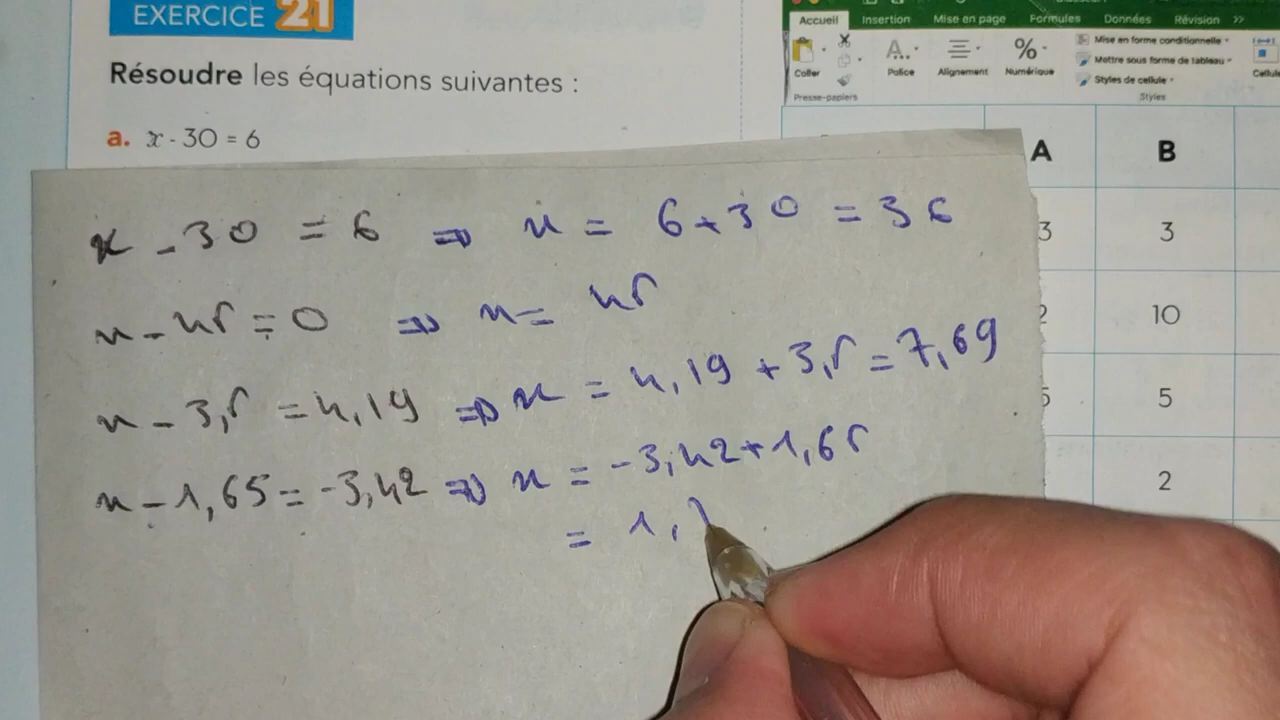 EXERCICE 21
Résoudre les équations suivantes :
a. x - 30 = 6
Accueil Insertion Mise en page Formules Données Révision >>
Coller Police Alignement % Numérique
Mise en forme conditionnelle
Mettre sous forme de tableau
Styles de cellule
Presse-papiers Styles
A B
3 3
2 10
5 5
2
x - 30 = 6 ⇒ x = 6 + 30 = 36
x - 45 = 0 ⇒ x = 45
x - 3,5 = 4,19 ⇒ x = 4,19 + 3,5 = 7,69
x - 1,65 = -3,42 ⇒ x = -3,42 + 1,65
= 1,